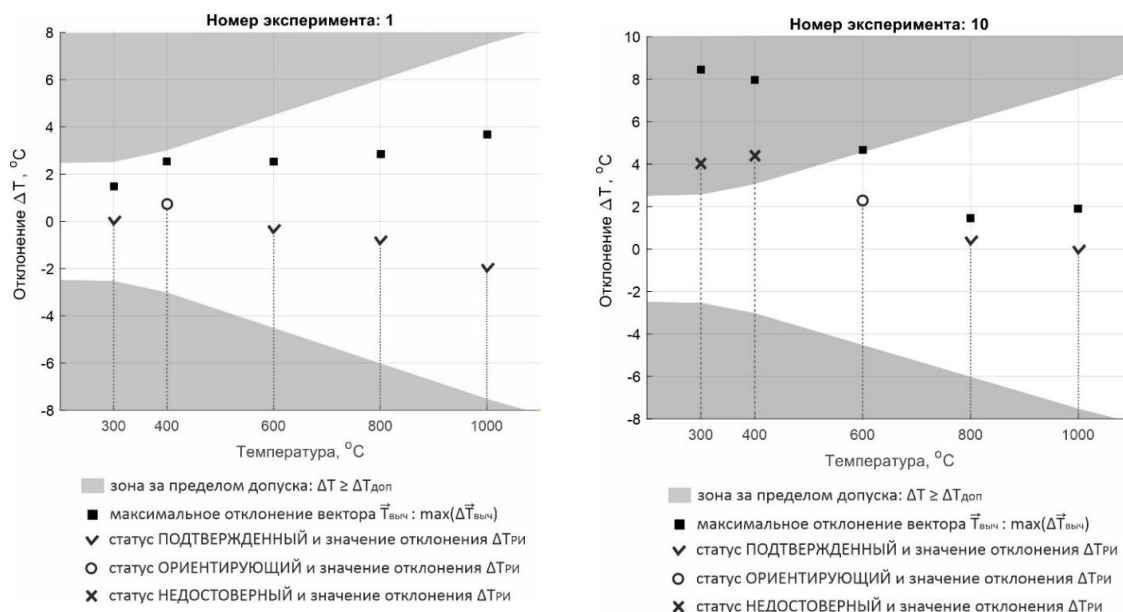 Номер эксперимента: 1
8
6
4
2
0
-2
-4
-6
-8
Отклонение ΔT, °C
300 400 600 800 1000
Температура, °C
зона за пределом допуска: ΔT ≥ ΔTдоп
максимальное отклонение вектора T⃗выч : max(ΔT⃗выч)
статус ПОДТВЕРЖДЕННЫЙ и значение отклонения ΔTРИ
статус ОРИЕНТИРУЮЩИЙ и значение отклонения ΔTРИ
статус НЕДОСТОВЕРНЫЙ и значение отклонения ΔTРИ
Номер эксперимента: 10
10
8
6
4
2
0
-2
-4
-6
-8
Отклонение ΔT, °C
300 400 600 800 1000
Температура, °C
зона за пределом допуска: ΔT ≥ ΔTдоп
максимальное отклонение вектора T⃗выч : max(ΔT⃗выч)
статус ПОДТВЕРЖДЕННЫЙ и значение отклонения ΔTРИ
статус ОРИЕНТИРУЮЩИЙ и значение отклонения ΔTРИ
статус НЕДОСТОВЕРНЫЙ и значение отклонения ΔTРИ